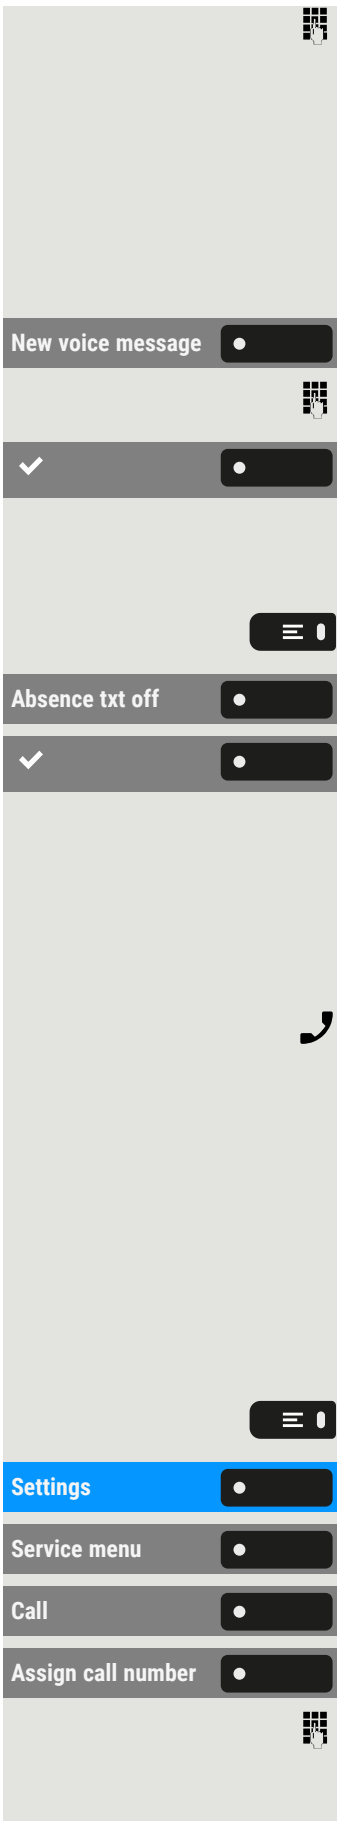 New voice message
Absence txt off
Settings
Service menu
Call
Assign call number